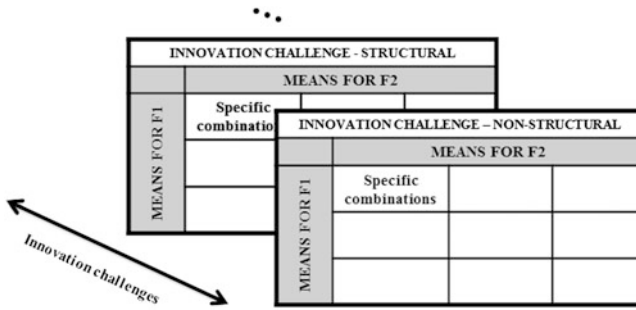 ...
INNOVATION CHALLENGE - STRUCTURAL
MEANS FOR F2
MEANS FOR F1
Specific
combinatio
INNOVATION CHALLENGE – NON-STRUCTURAL
MEANS FOR F2
MEANS FOR F1
Specific
combinations
Innovation challenges